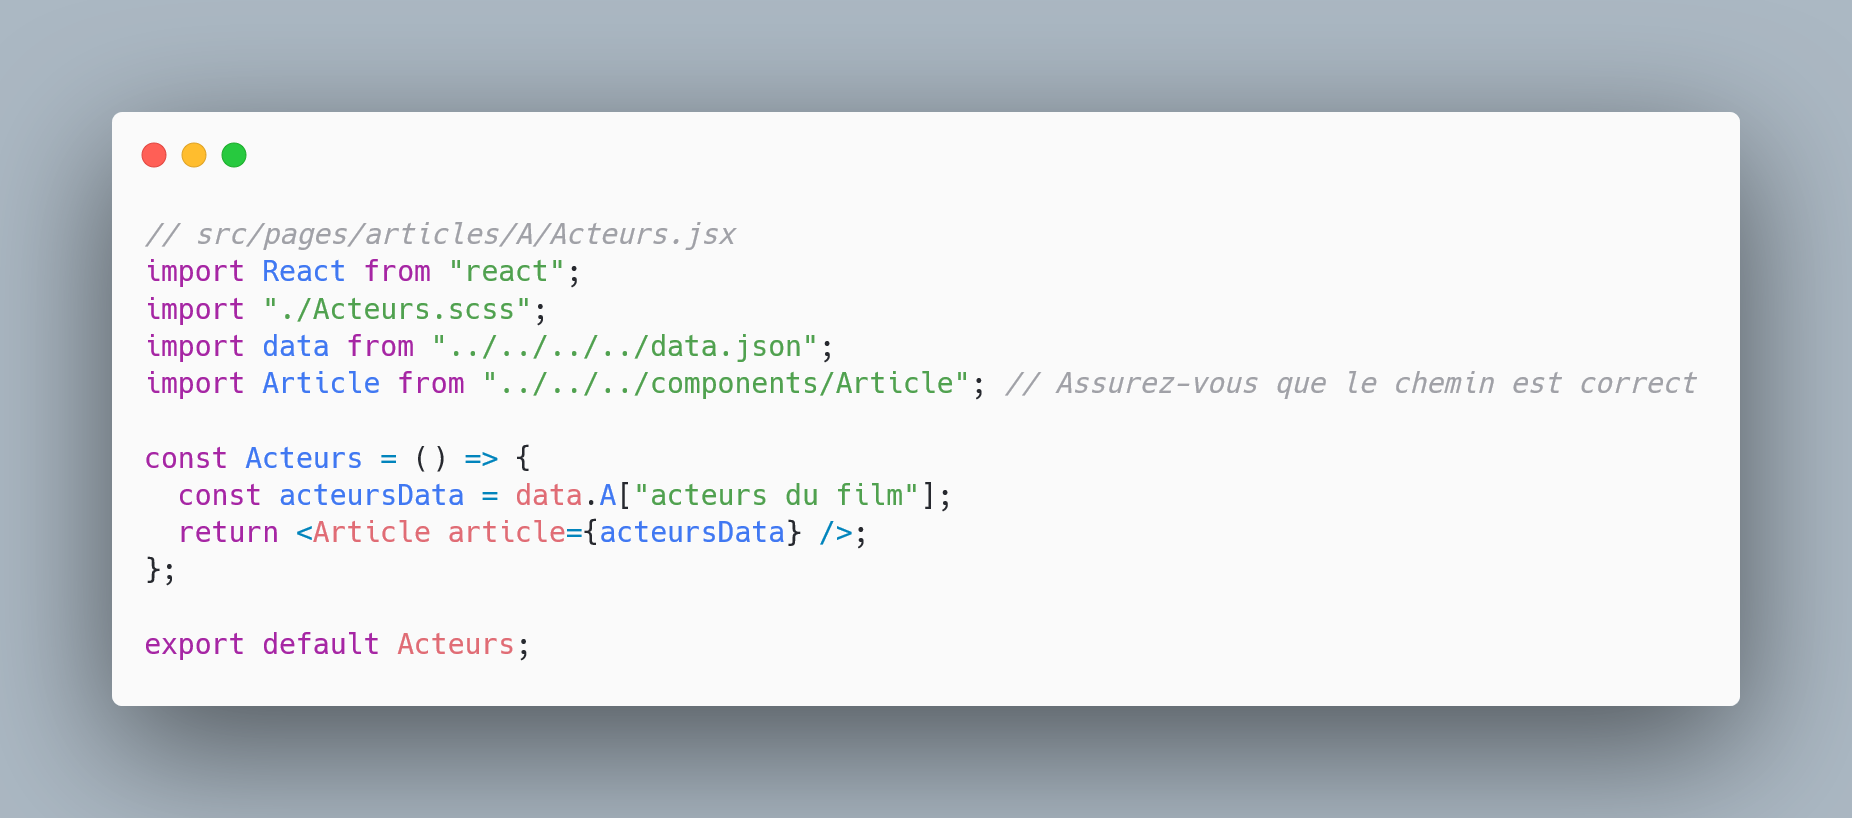 // src/pages/articles/A/Acteurs.jsx
import React from "react";
import "./Acteurs.scss";
import data from "../../../../data.json";
import Article from "../../../components/Article"; // Assurez-vous que le chemin est correct
const Acteurs = () => {
  const acteursData = data.A["acteurs du film"];
  return <Article article={acteursData} />;
};
export default Acteurs;